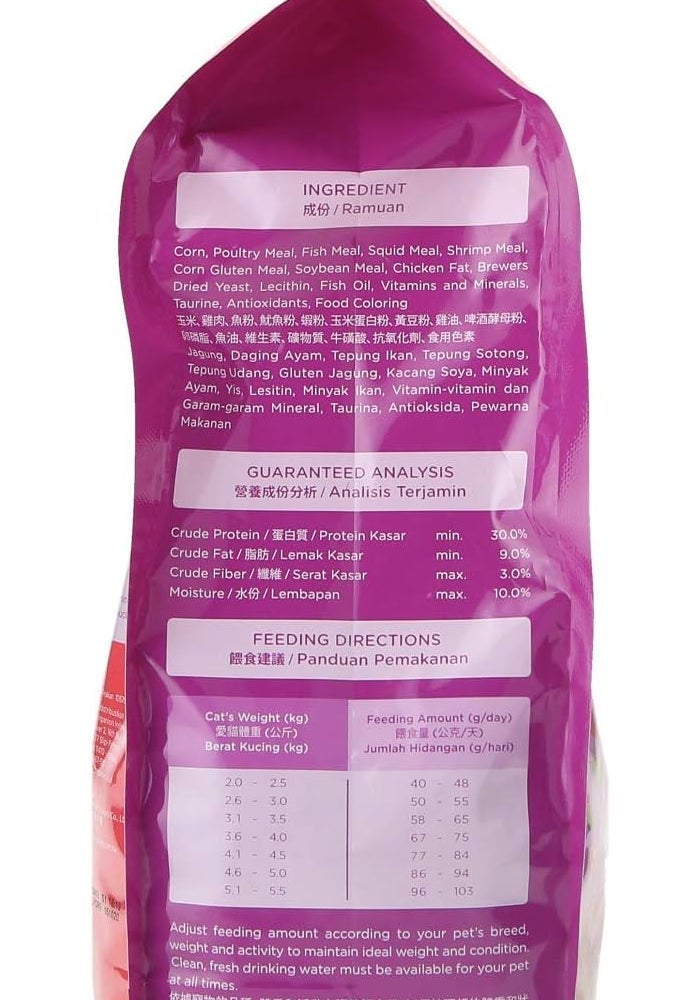 INGREDIENT
成份 / Ramuan
Corn, Poultry Meal, Fish Meal, Squid Meal, Shrimp Meal,
Corn Gluten Meal, Soybean Meal, Chicken Fat, Brewers
Dried Yeast, Lecithin, Fish Oil, Vitamins and Minerals,
Taurine, Antioxidants, Food Coloring
玉米、雞肉、魚粉、魷魚粉、蝦粉、玉米蛋白粉、黃豆粉、雞油、啤酒酵母粉、
卵磷脂、魚油、維生素、礦物質、牛磺酸、抗氧化劑、食用色素
Jagung, Daging Ayam, Tepung Ikan, Tepung Sotong,
Tepung Udang, Gluten Jagung, Kacang Soya, Minyak
Ayam, Yis, Lesitin, Minyak Ikan, Vitamin-vitamin dan
Garam-garam Mineral, Taurina, Antioksida, Pewarna
Makanan
GUARANTEED ANALYSIS
營養成份分析 / Analisis Terjamin
Crude Protein / 蛋白質 / Protein Kasar min. 30.0%
Crude Fat / 脂肪 / Lemak Kasar min. 9.0%
Crude Fiber / 纖維 / Serat Kasar max. 3.0%
Moisture / 水份 / Lembapan max. 10.0%
FEEDING DIRECTIONS
餵食建議 / Panduan Pemakanan
Cat's Weight (kg) Feeding Amount (g/day)
愛貓體重 (公斤) 餵食量 (公克/天)
Berat Kucing (kg) Jumlah Hidangan (g/hari)
2.0 - 2.5 40 - 48
2.6 - 3.0 50 - 55
3.1 - 3.5 58 - 65
3.6 - 4.0 67 - 75
4.1 - 4.5 77 - 84
4.6 - 5.0 86 - 94
5.1 - 5.5 96 - 103
Adjust feeding amount according to your pet's breed,
weight and activity to maintain ideal weight and condition.
Clean, fresh drinking water must be available for your pet
at all times.